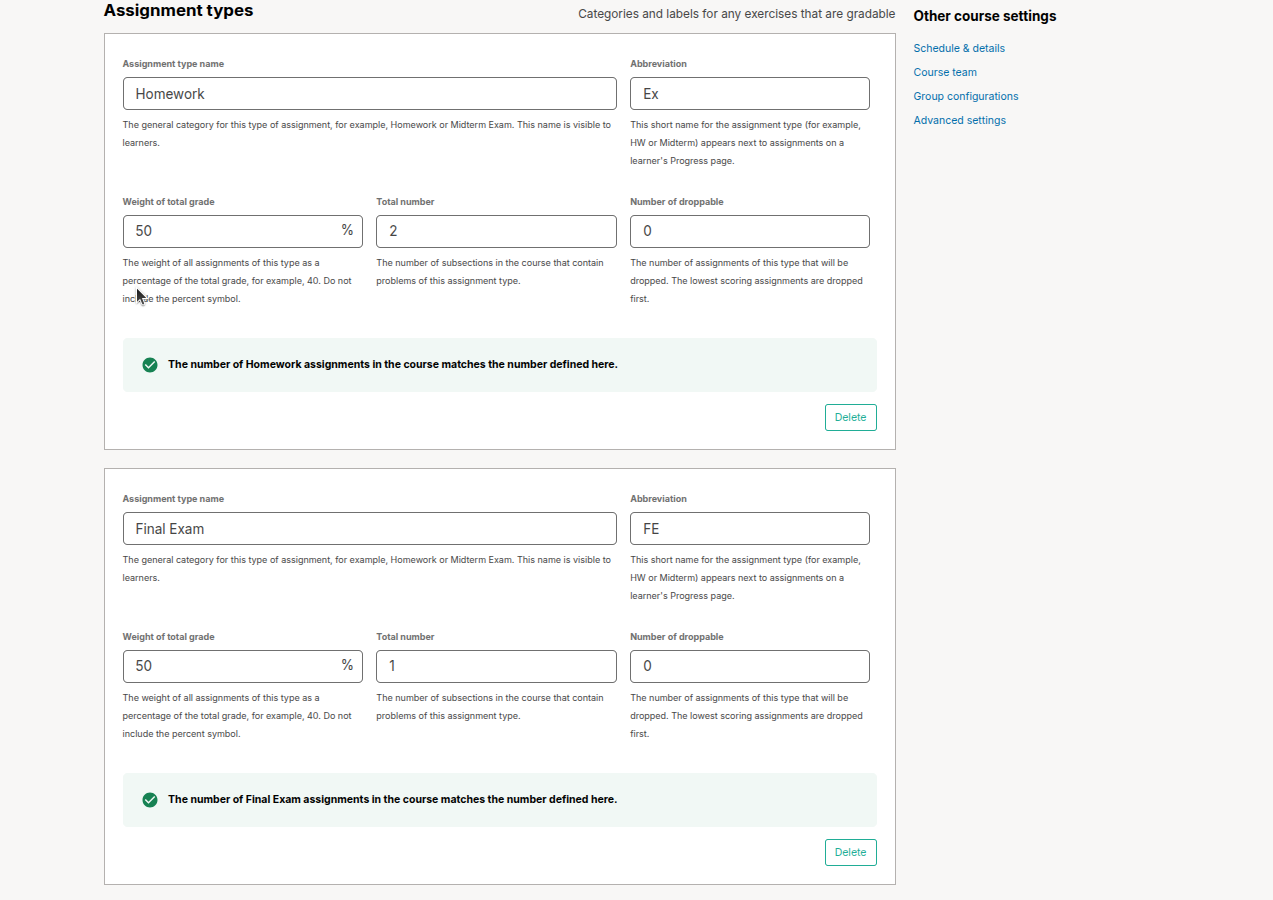 Assignment types
Categories and labels for any exercises that are gradable
Assignment type name
Homework
The general category for this type of assignment, for example, Homework or Midterm Exam. This name is visible to
learners.
Abbreviation
Ex
This short name for the assignment type (for example,
HW or Midterm) appears next to assignments on a
learner's Progress page.
Weight of total grade
50 %
The weight of all assignments of this type as a
percentage of the total grade, for example, 40. Do not
include the percent symbol.
Total number
2
The number of subsections in the course that contain
problems of this assignment type.
Number of droppable
0
The number of assignments of this type that will be
dropped. The lowest scoring assignments are dropped
first.
The number of Homework assignments in the course matches the number defined here.
Delete
Assignment type name
Final Exam
The general category for this type of assignment, for example, Homework or Midterm Exam. This name is visible to
learners.
Abbreviation
FE
This short name for the assignment type (for example,
HW or Midterm) appears next to assignments on a
learner's Progress page.
Weight of total grade
50 %
The weight of all assignments of this type as a
percentage of the total grade, for example, 40. Do not
include the percent symbol.
Total number
1
The number of subsections in the course that contain
problems of this assignment type.
Number of droppable
0
The number of assignments of this type that will be
dropped. The lowest scoring assignments are dropped
first.
The number of Final Exam assignments in the course matches the number defined here.
Delete
Other course settings
Schedule & details
Course team
Group configurations
Advanced settings